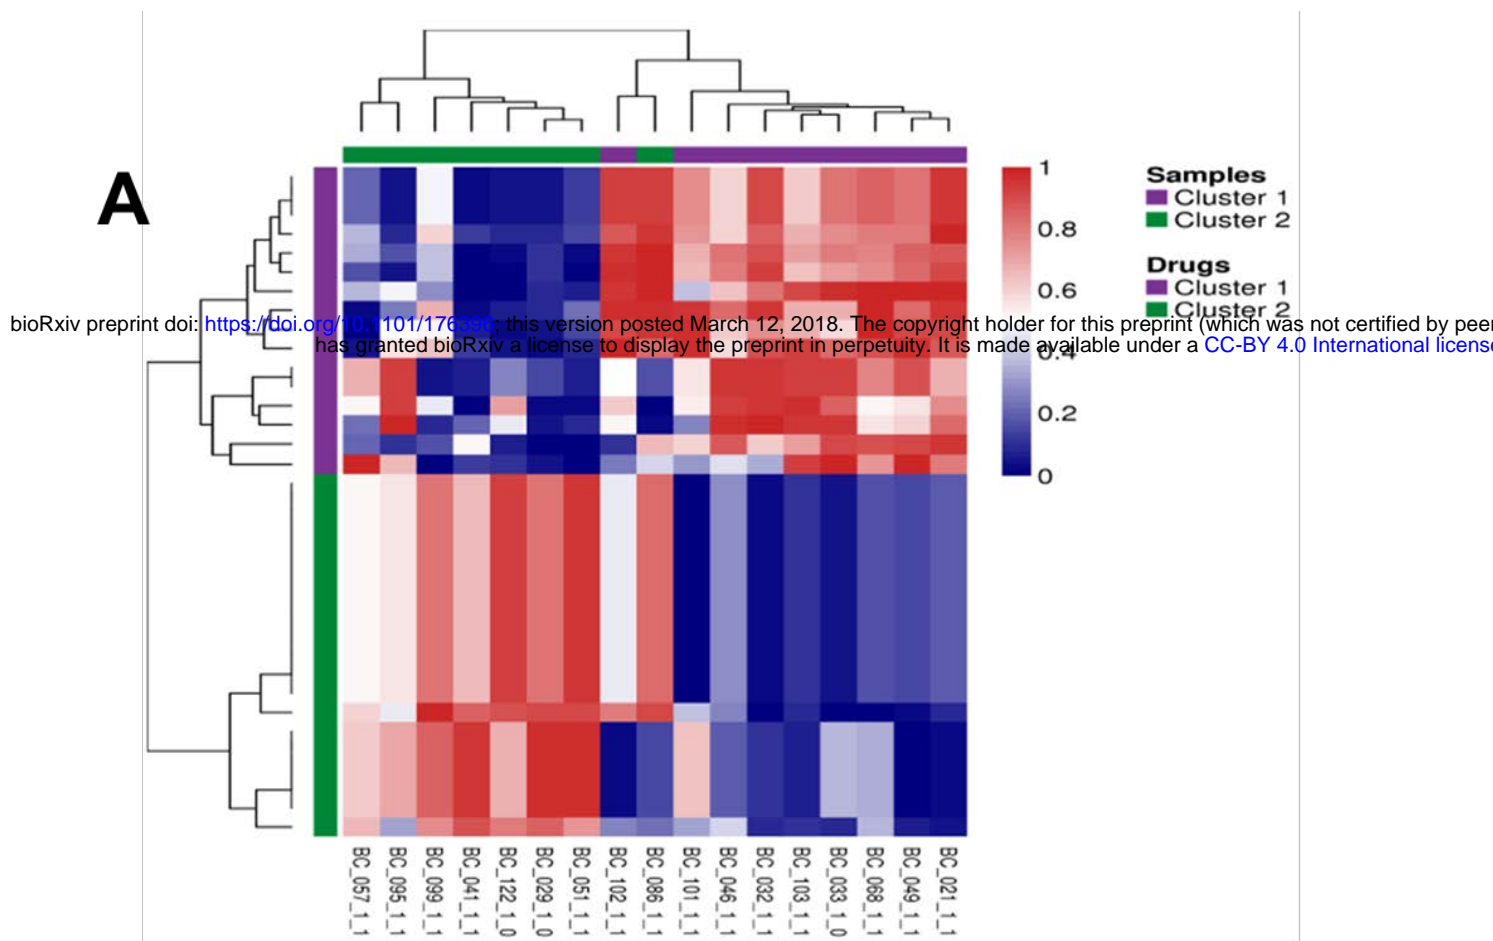 A
1
0.8
0.6
0.4
0.2
0
Samples
Cluster 1
Cluster 2
Drugs
Cluster 1
Cluster 2
bioRxiv preprint doi: https://doi.org/10.1101/176396; this version posted March 12, 2018. The copyright holder for this preprint (which was not certified by peer
has granted bioRxiv a license to display the preprint in perpetuity. It is made available under a CC-BY 4.0 International license
BC_057_1_1
BC_095_1_1
BC_099_1_1
BC_041_1_1
BC_122_1_0
BC_029_1_0
BC_051_1_1
BC_102_1_1
BC_086_1_1
BC_101_1_1
BC_046_1_1
BC_032_1_1
BC_103_1_1
BC_033_1_0
BC_068_1_1
BC_049_1_1
BC_021_1_1